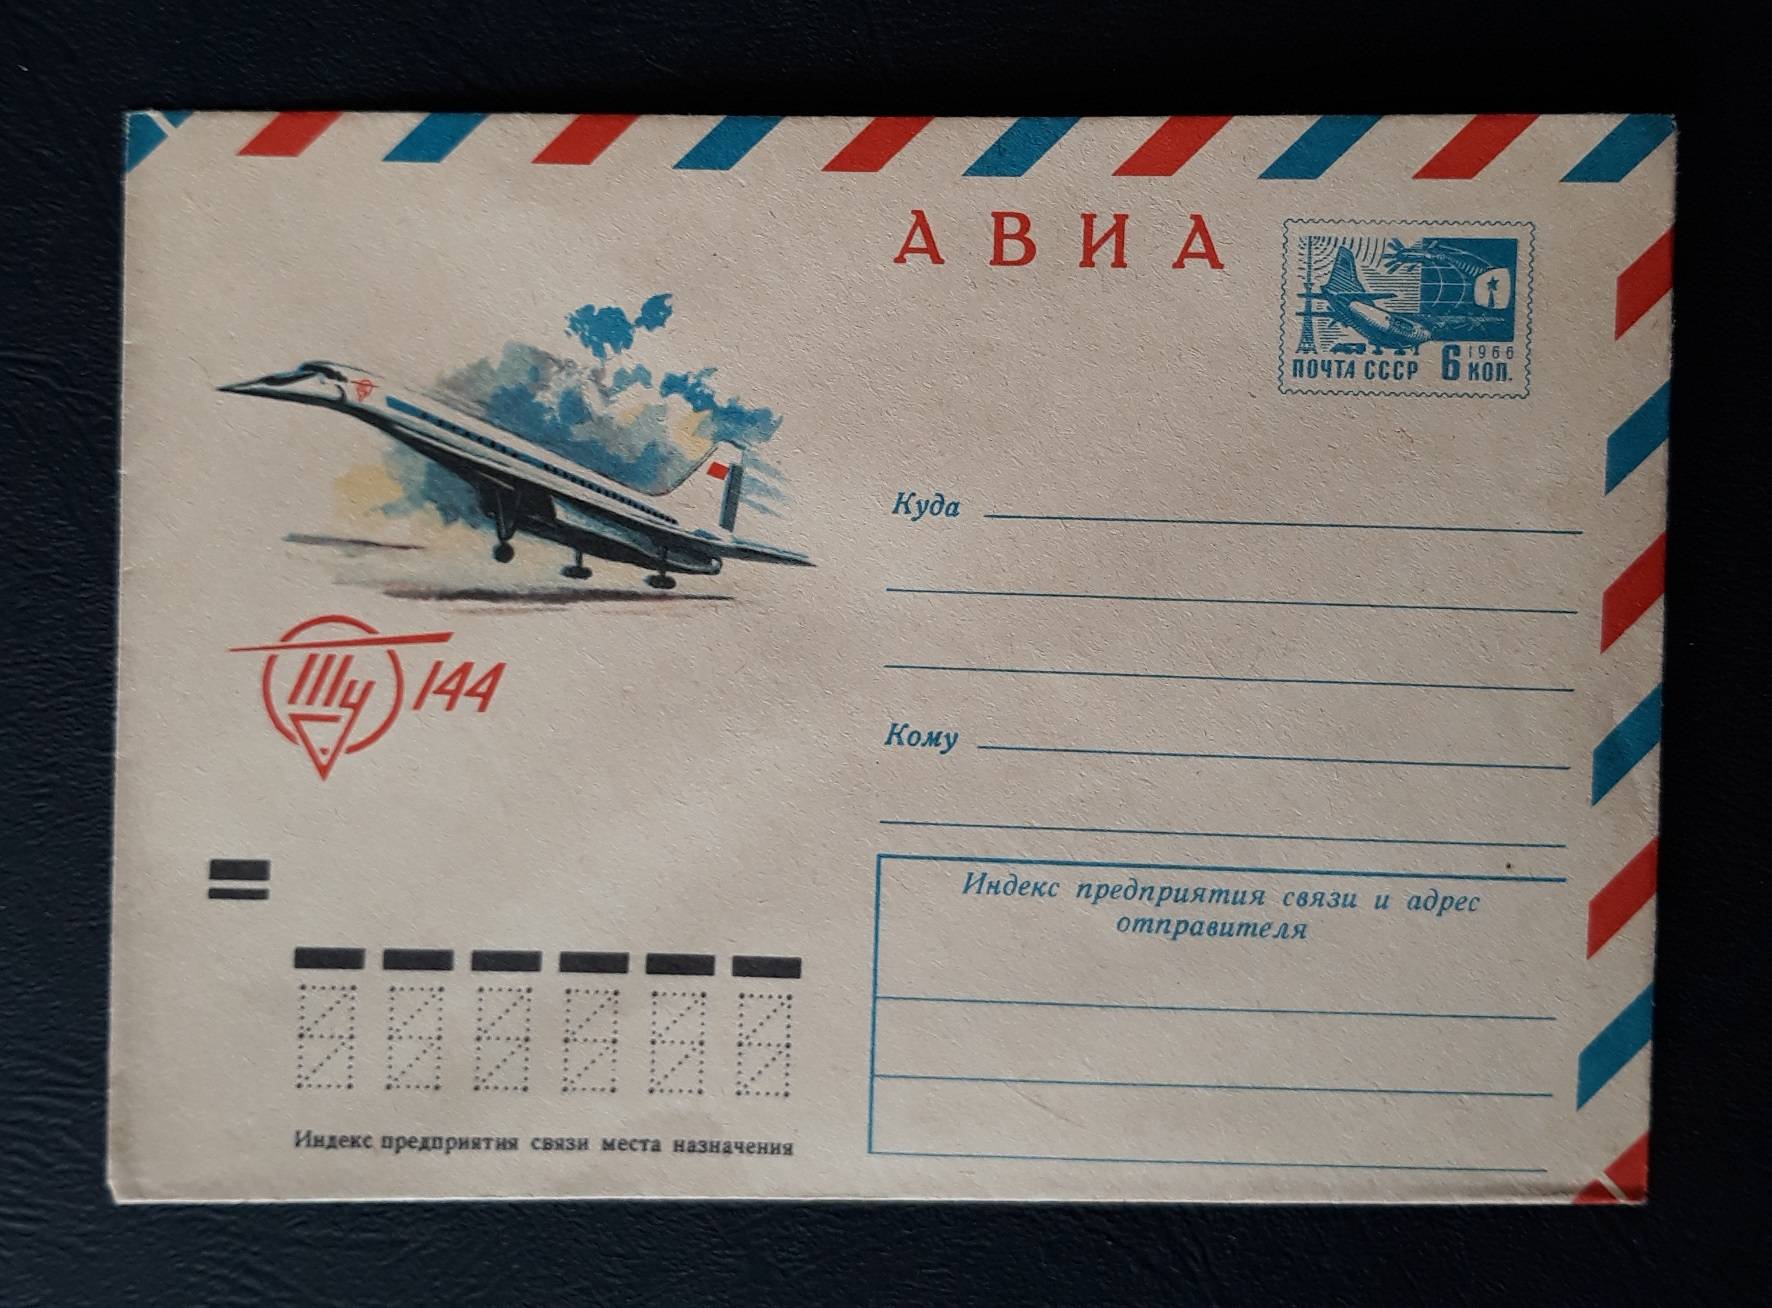 АВИА
1966
ПОЧТА СССР 6 КОП.
Куда
Ту 144
Кому
Индекс предприятия связи и адрес
отправителя
Индекс предприятия связи места назначения